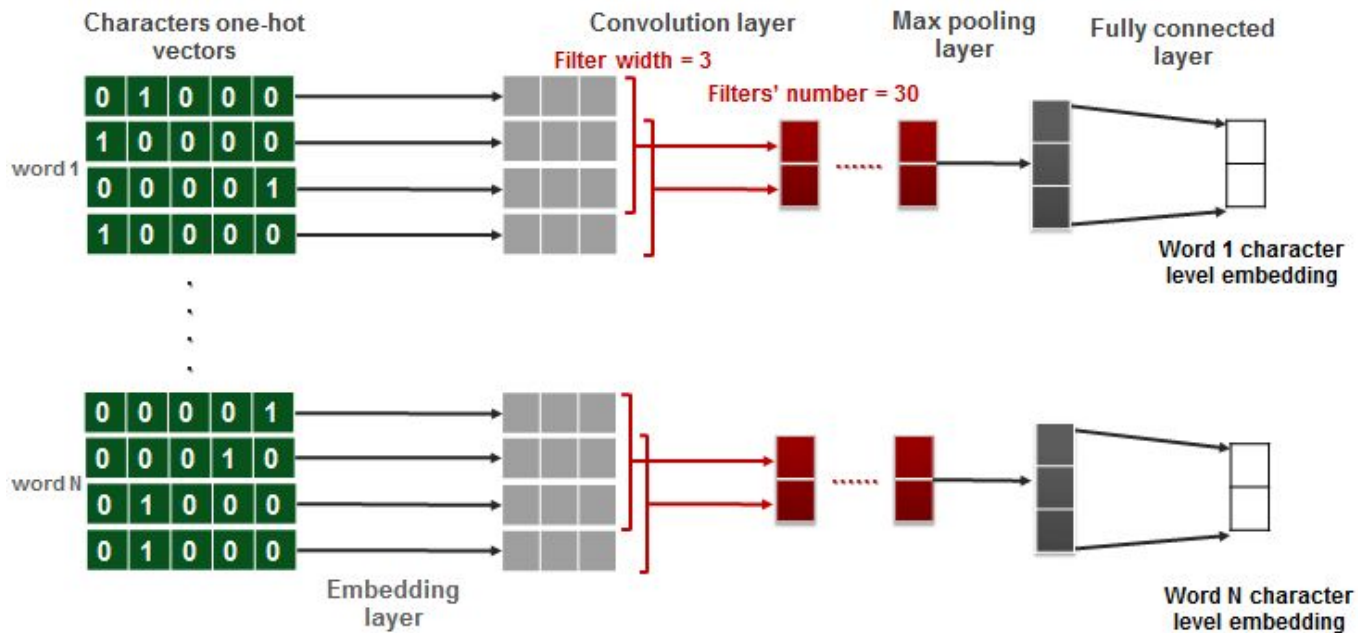 Characters one-hot
vectors
Convolution layer
Max pooling
layer
Fully connected
layer
Filter width = 3
Filters' number = 30
word 1
0 1 0 0 0
1 0 0 0 0
0 0 0 0 1
1 0 0 0 0
......
Word 1 character
level embedding
word N
0 0 0 0 1
0 0 0 1 0
0 1 0 0 0
0 1 0 0 0
......
Embedding
layer
Word N character
level embedding